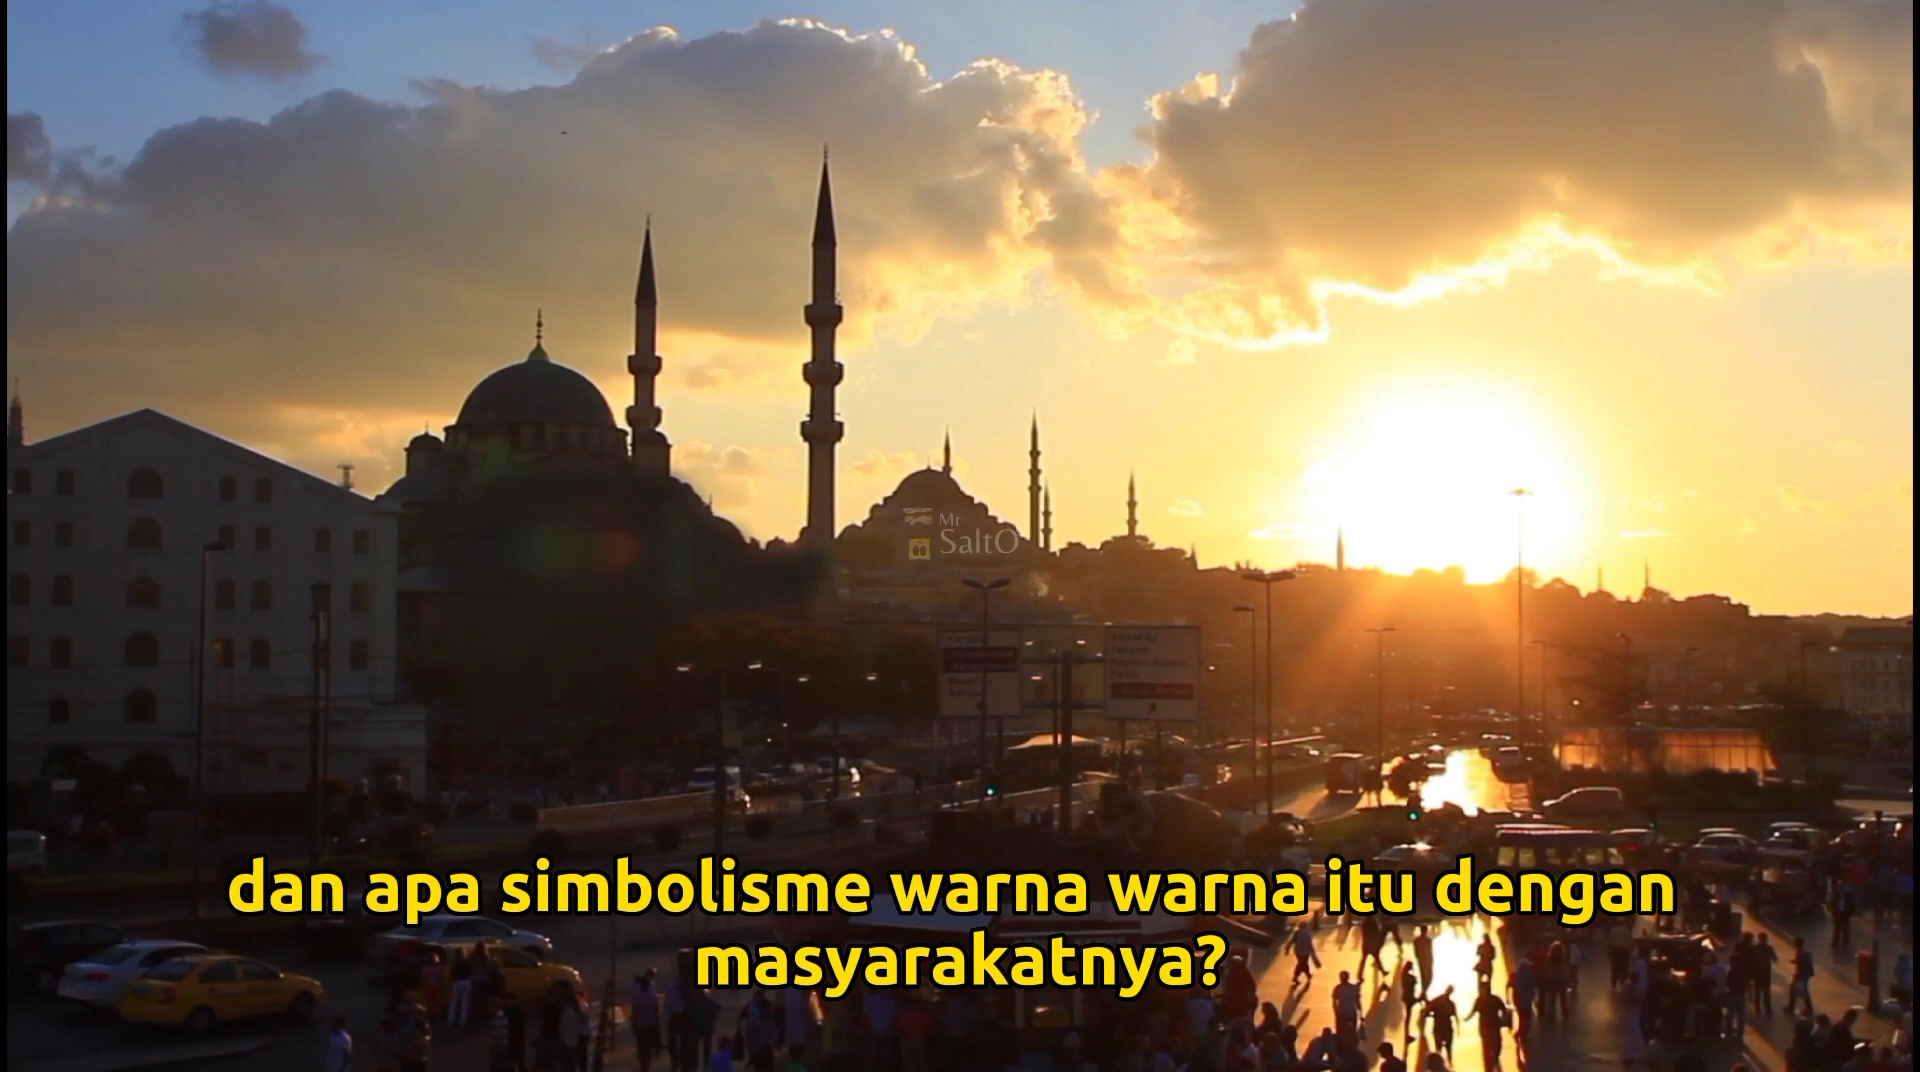 Mr
SaltO
dan apa simbolisme warna warna itu dengan
masyarakatnya?